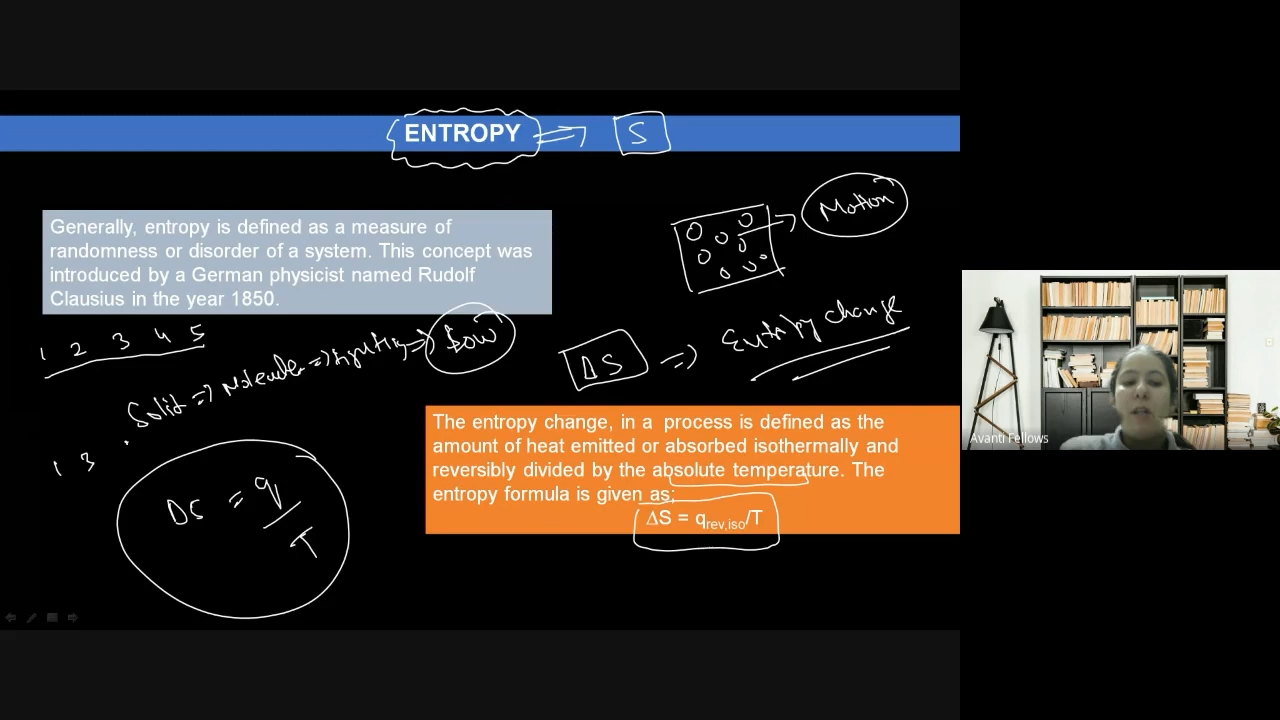 ENTROPY => S
Motion
Generally, entropy is defined as a measure of
randomness or disorder of a system. This concept was
introduced by a German physicist named Rudolf
Clausius in the year 1850.
1 2 3 4 5
Solid => Molecules =>
ΔS => Entropy change
The entropy change, in a process is defined as the
amount of heat emitted or absorbed isothermally and
reversibly divided by the absolute temperature. The
entropy formula is given as;
ΔS = qrev,iso/T
1 3
ΔS = q/T
Avanti Fellows